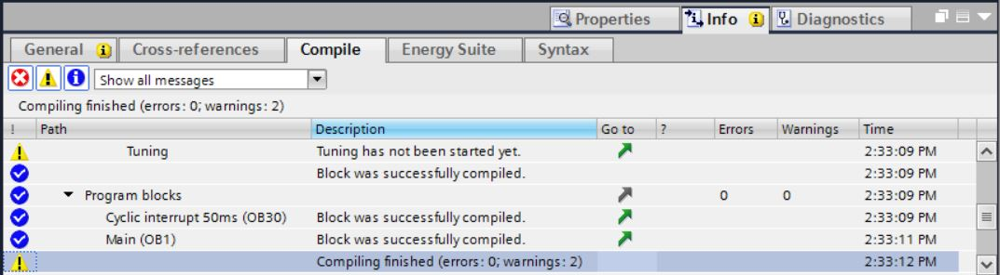 Properties Info Diagnostics
General Cross-references Compile Energy Suite Syntax
Show all messages
Compiling finished (errors: 0; warnings: 2)
! Path Description Go to ? Errors Warnings Time
Tuning Tuning has not been started yet. 2:33:09 PM
Block was successfully compiled. 2:33:09 PM
Program blocks 0 0 2:33:09 PM
Cyclic interrupt 50ms (OB30) Block was successfully compiled. 2:33:09 PM
Main (OB1) Block was successfully compiled. 2:33:11 PM
Compiling finished (errors: 0; warnings: 2) 2:33:12 PM